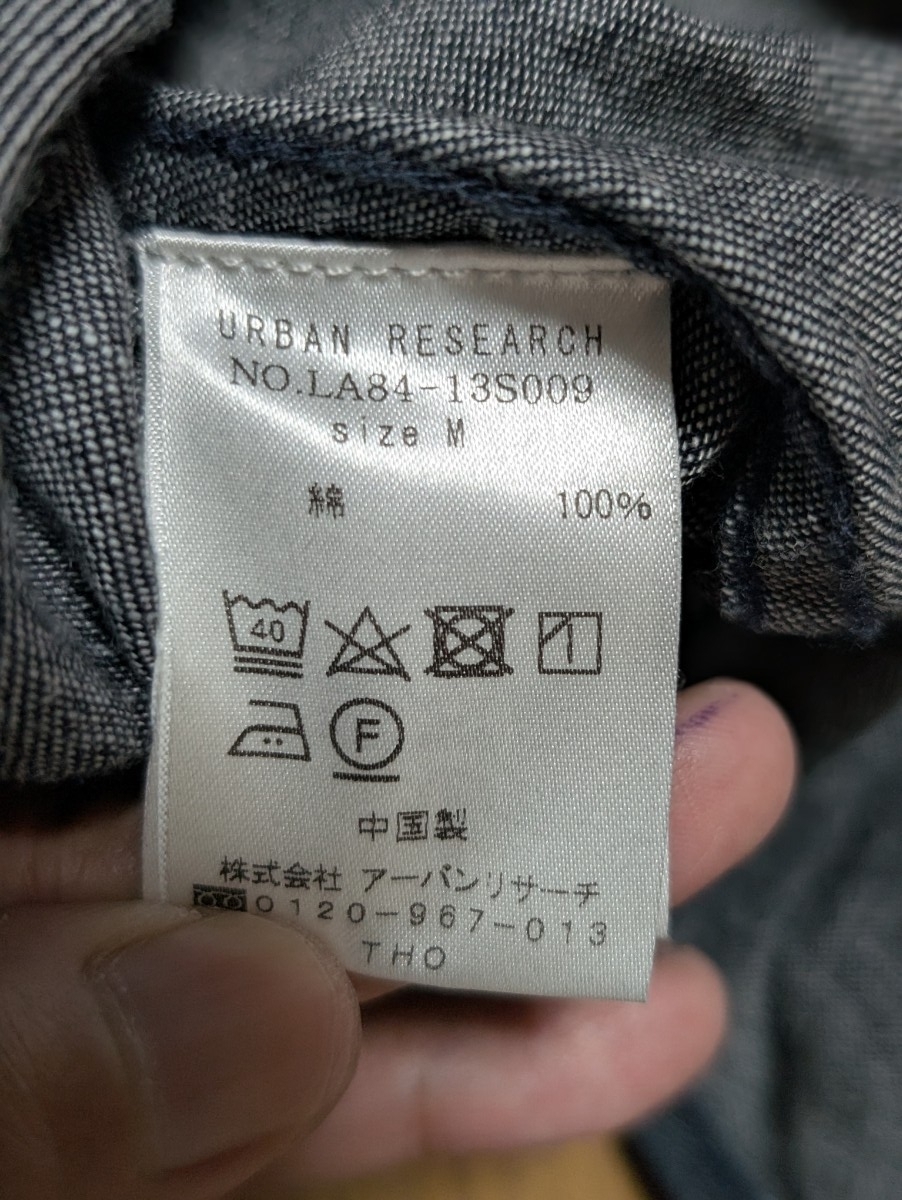 URBAN RESEARCH
NO.LA84-13S009
size M
綿 100%
40
F
中国製
株式会社 アーバンリサーチ
0120-967-013
THO